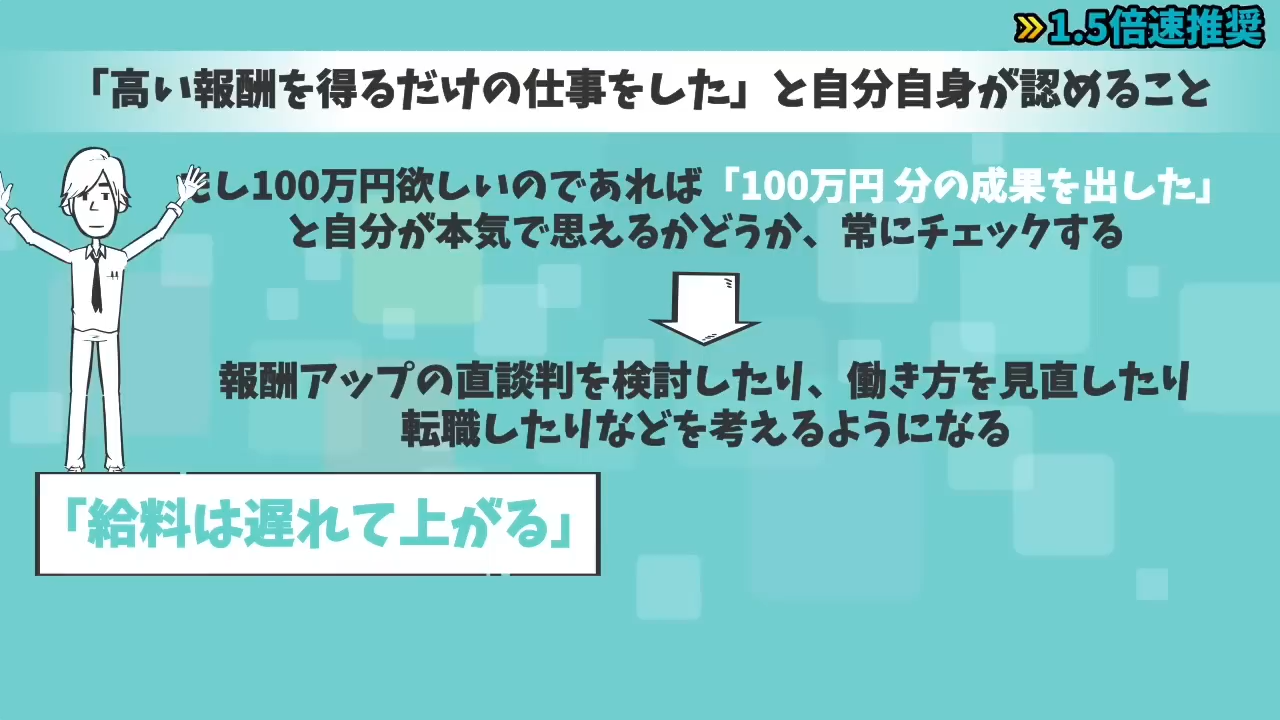 1.5倍速推奨
「高い報酬を得るだけの仕事をした」と自分自身が認めること
し100万円欲しいのであれば「100万円 分の成果を出した」
と自分が本気で思えるかどうか、常にチェックする
報酬アップの直談判を検討したり、働き方を見直したり
転職したりなどを考えるようになる
「給料は遅れて上がる」